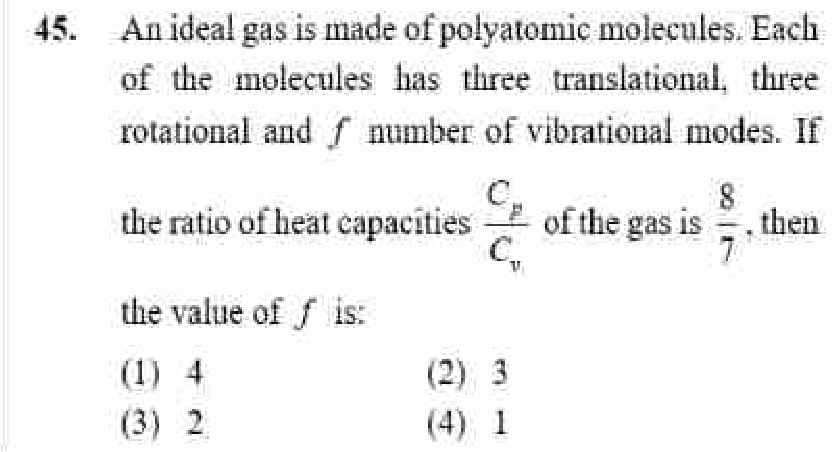 45. An ideal gas is made of polyatomic molecules. Each
of the molecules has three translational, three
rotational and f number of vibrational modes. If
the ratio of heat capacities C_p/C_v of the gas is 8/7, then
the value of f is:
(1) 4 (2) 3
(3) 2 (4) 1